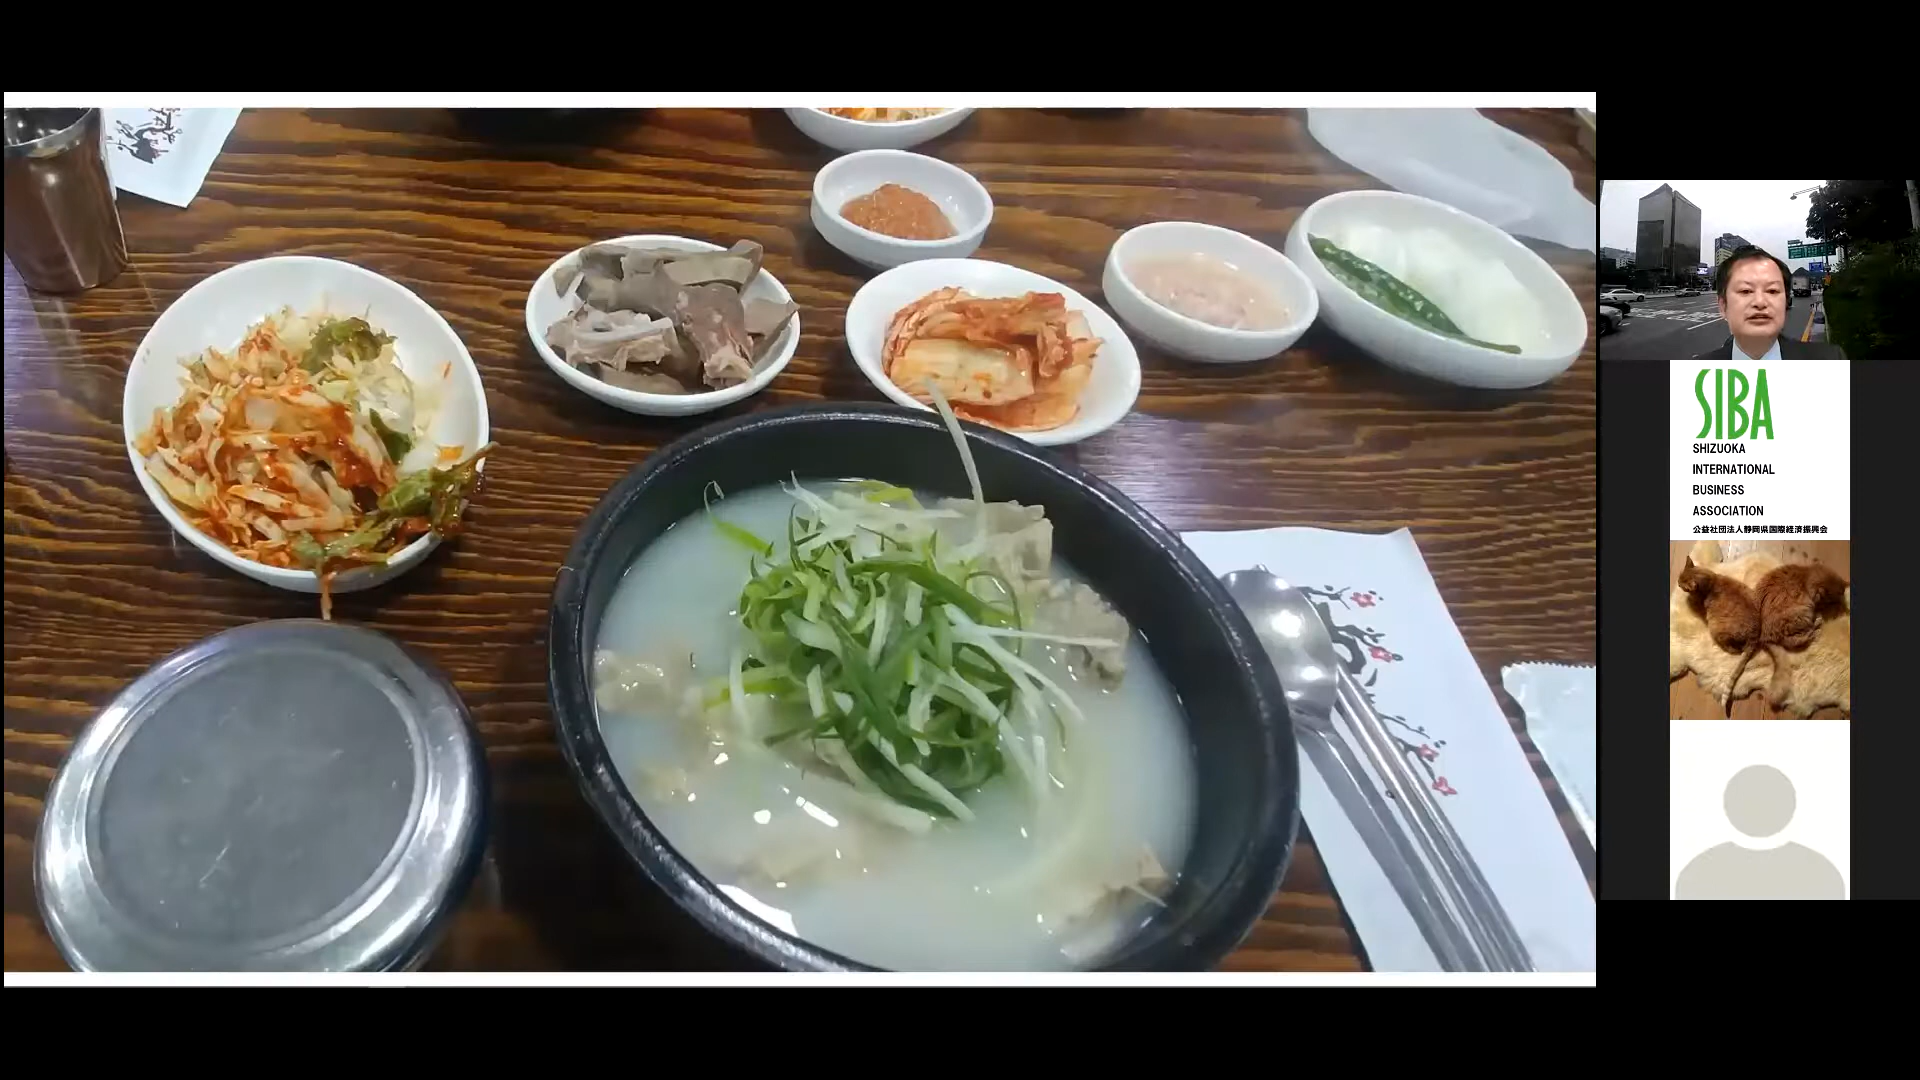 SIBA
SHIZUOKA
INTERNATIONAL
BUSINESS
ASSOCIATION
公益社団法人静岡県国際経済振興会